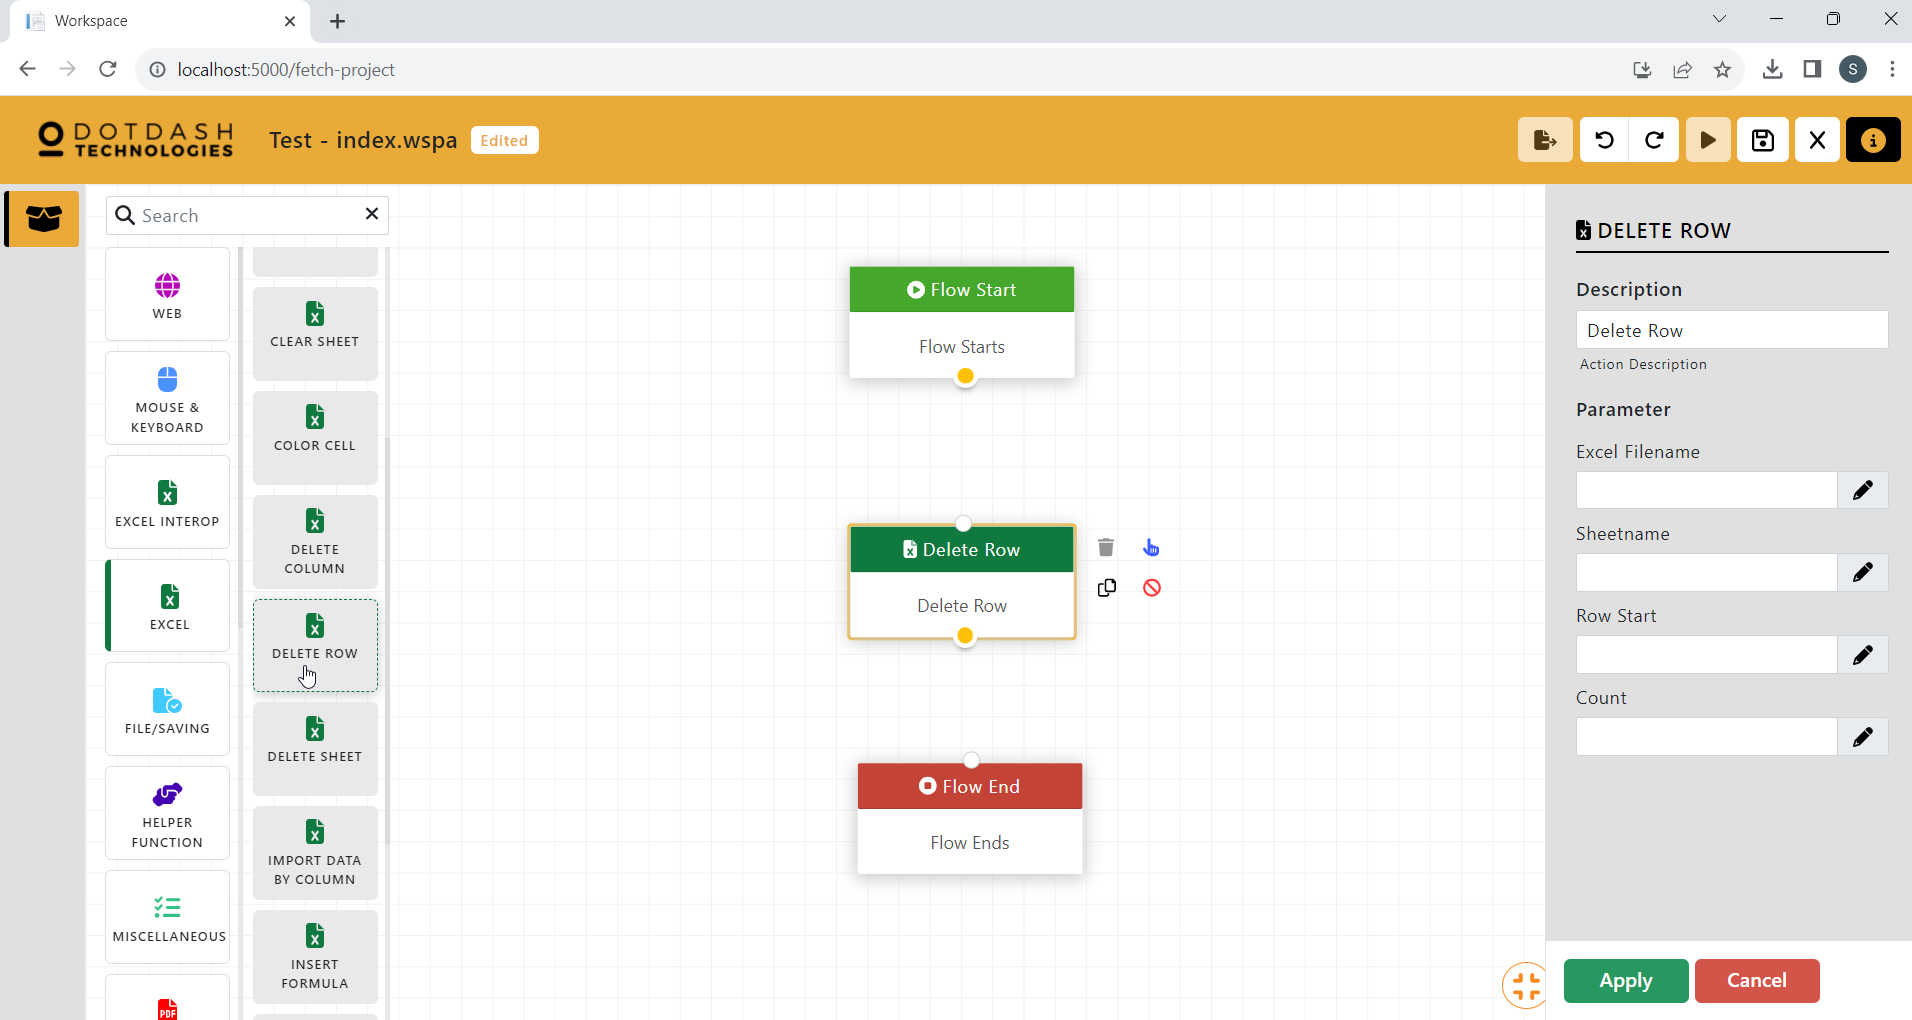 Workspace
S
localhost:5000/fetch-project
DOTDASH
TECHNOLOGIES
Test - index.wspa
Edited
Search
WEB
MOUSE &
KEYBOARD
EXCEL INTEROP
EXCEL
FILE/SAVING
HELPER
FUNCTION
MISCELLANEOUS
PDF
CLEAR SHEET
COLOR CELL
DELETE
COLUMN
DELETE ROW
DELETE SHEET
IMPORT DATA
BY COLUMN
INSERT
FORMULA
Flow Start
Flow Starts
Delete Row
Delete Row
Flow End
Flow Ends
DELETE ROW
Description
Delete Row
Action Description
Parameter
Excel Filename
Sheetname
Row Start
Count
Apply
Cancel